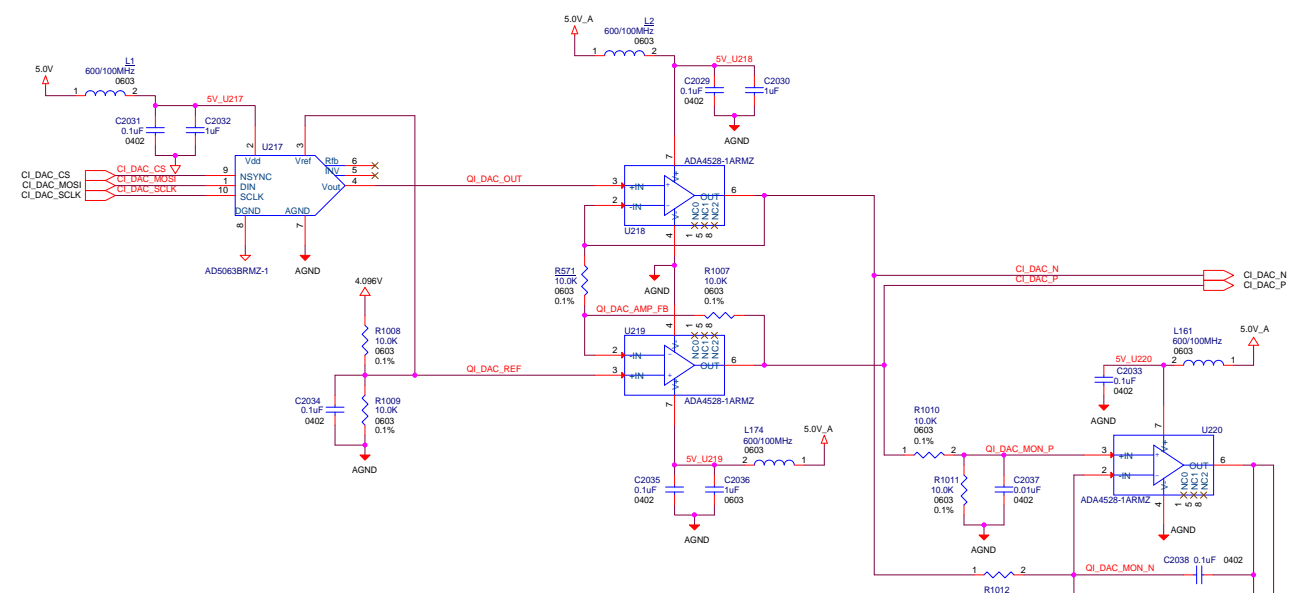 5.0V
L1
600/100MHz
0603
1
2
5V_U217
C2031
0.1uF
0402
C2032
1uF
U217
2
3
Vdd
Vref
Rfb
6
INV
5
Vout
4
CI_DAC_CS
CI_DAC_MOSI
CI_DAC_SCLK
CI_DAC_CS
CI_DAC_MOSI
CI_DAC_SCLK
9
1
10
NSYNC
DIN
SCLK
DGND
AGND
8
7
AD5063BRMZ-1
AGND
QI_DAC_OUT
5.0V_A
L2
600/100MHz
0603
1
2
5V_U218
C2029
0.1uF
0402
C2030
1uF
AGND
7
ADA4528-1ARMZ
3
+IN
2
-IN
V+
V-
OUT
6
NC0
NC1
NC2
U218
4
1
5
8
AGND
R571
10.0K
0603
0.1%
R1007
10.0K
0603
0.1%
QI_DAC_AMP_FB
4.096V
R1008
10.0K
0603
0.1%
C2034
0.1uF
0402
R1009
10.0K
0603
0.1%
AGND
QI_DAC_REF
U219
4
1
5
8
2
-IN
3
+IN
V-
V+
NC0
NC1
NC2
OUT
6
7
ADA4528-1ARMZ
5V_U219
L174
600/100MHz
0603
2
1
5.0V_A
C2035
0.1uF
0402
C2036
1uF
0603
AGND
CI_DAC_N
CI_DAC_P
CI_DAC_N
CI_DAC_P
L161
600/100MHz
0603
5.0V_A
5V_U220
2
1
C2033
0.1uF
0402
AGND
R1010
10.0K
0603
0.1%
1
2
QI_DAC_MON_P
R1011
10.0K
0603
0.1%
C2037
0.01uF
0402
AGND
7
U220
3
+IN
2
-IN
V+
V-
OUT
6
NC0
NC1
NC2
ADA4528-1ARMZ
4
1
5
8
AGND
1
2
R1012
QI_DAC_MON_N
C2038
0.1uF
0402